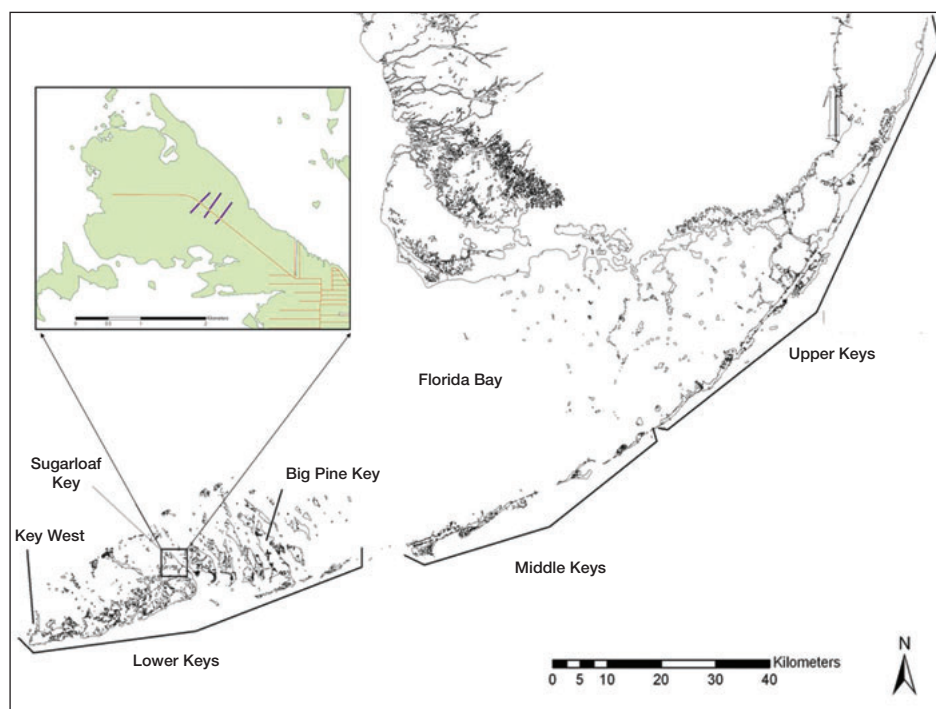 Sugarloaf
Key
Key West
Big Pine Key
Florida Bay
Upper Keys
Middle Keys
Lower Keys
N
Kilometers
0 5 10 20 30 40